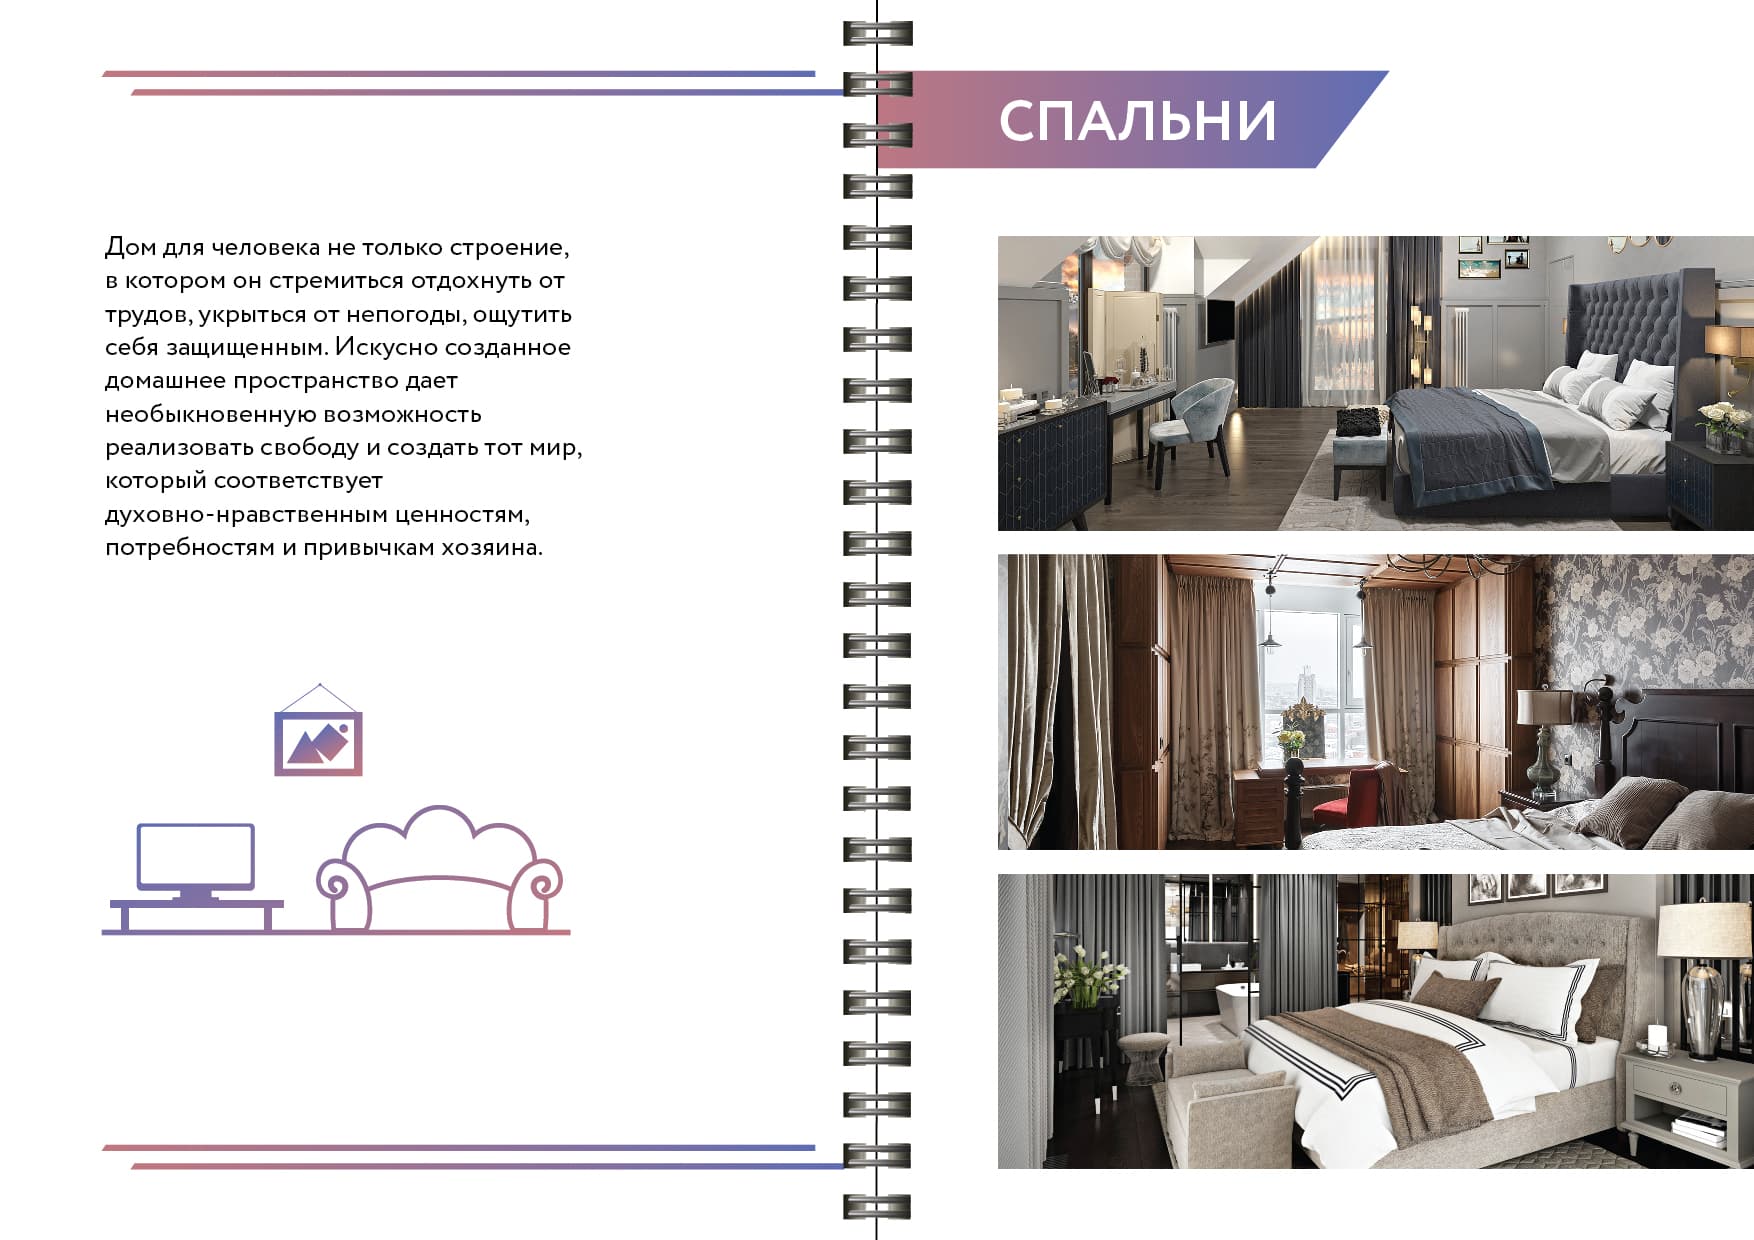 Дом для человека не только строение,
в котором он стремиться отдохнуть от
трудов, укрыться от непогоды, ощутить
себя защищенным. Искусно созданное
домашнее пространство дает
необыкновенную возможность
реализовать свободу и создать тот мир,
который соответствует
духовно-нравственным ценностям,
потребностям и привычкам хозяина.
СПАЛЬНИ